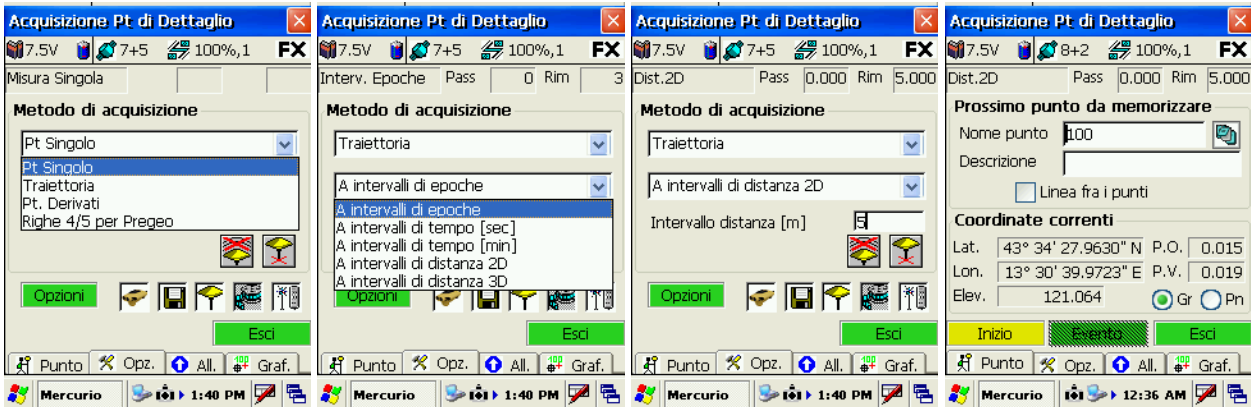 Acquisizione Pt di Dettaglio
7.5V 7+5 100%,1 FX
Misura Singola
Metodo di acquisizione
Pt Singolo
Pt Singolo
Traiettoria
Pt. Derivati
Righe 4/5 per Pregeo
Opzioni
Esci
Punto Opz. All. Graf.
Mercurio 1:40 PM
Acquisizione Pt di Dettaglio
7.5V 7+5 100%,1 FX
Interv. Epoche Pass 0 Rim 3
Metodo di acquisizione
Traiettoria
A intervalli di epoche
A intervalli di epoche
A intervalli di tempo [sec]
A intervalli di tempo [min]
A intervalli di distanza 2D
A intervalli di distanza 3D
Opzioni
Esci
Punto Opz. All. Graf.
Mercurio 1:40 PM
Acquisizione Pt di Dettaglio
7.5V 7+5 100%,1 FX
Dist.2D Pass 0.000 Rim 5.000
Metodo di acquisizione
Traiettoria
A intervalli di distanza 2D
Intervallo distanza [m] 5
Opzioni
Esci
Punto Opz. All. Graf.
Mercurio 1:40 PM
Acquisizione Pt di Dettaglio
7.5V 8+2 100%,1 FX
Dist.2D Pass 0.000 Rim 5.000
Prossimo punto da memorizzare
Nome punto 100
Descrizione
Linea fra i punti
Coordinate correnti
Lat. 43° 34' 27.9630" N P.O. 0.015
Lon. 13° 30' 39.9723" E P.V. 0.019
Elev. 121.064 Gr Pn
Inizio Evento Esci
Punto Opz. All. Graf.
Mercurio 12:36 AM